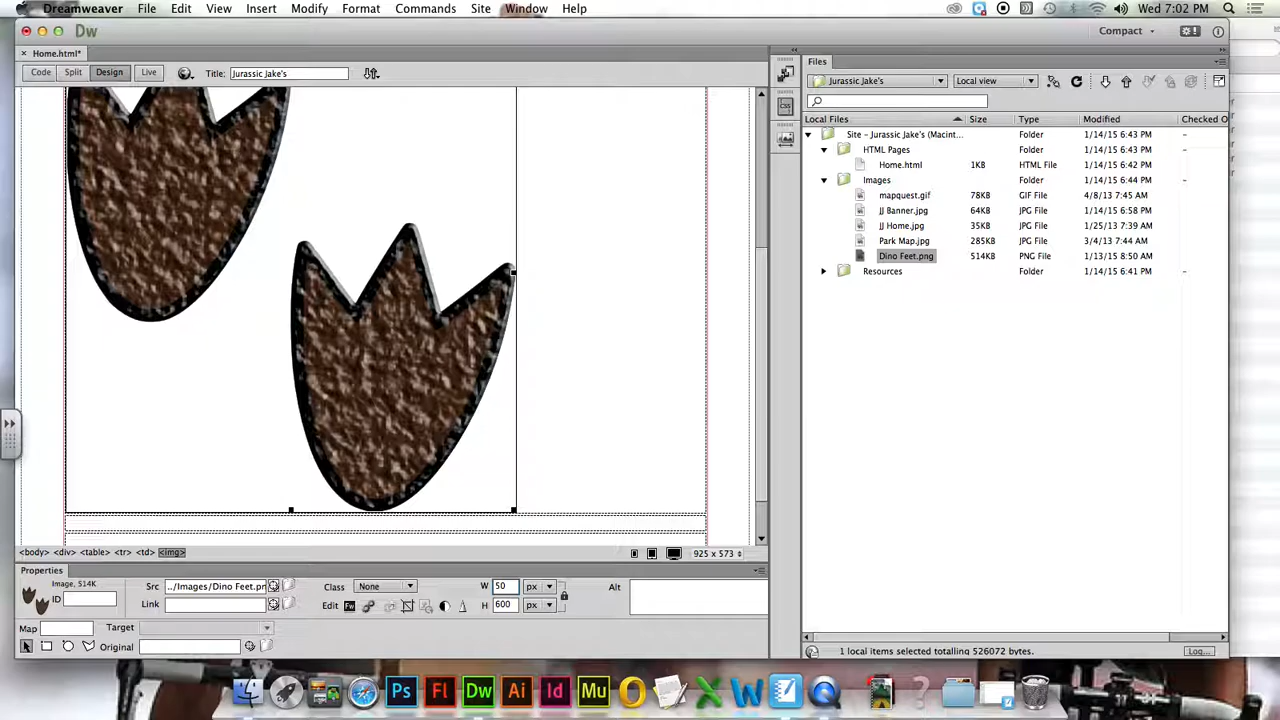 Dreamweaver File Edit View Insert Modify Format Commands Site Window Help Wed 7:02 PM
Dw Compact
Home.html*
Code Split Design Live Title: Jurassic Jake's
Files
Jurassic Jake's Local view
Local Files Size Type Modified Checked O
Site - Jurassic Jake's (Macint... Folder 1/14/15 6:43 PM -
HTML Pages Folder 1/14/15 6:43 PM -
Home.html 1KB HTML File 1/14/15 6:42 PM
Images Folder 1/14/15 6:44 PM -
mapquest.gif 78KB GIF File 4/8/13 7:45 AM
JJ Banner.jpg 64KB JPG File 1/14/15 6:58 PM
JJ Home.jpg 35KB JPG File 1/25/13 7:39 AM
Park Map.jpg 285KB JPG File 3/4/13 7:44 AM
Dino Feet.png 514KB PNG File 1/13/15 8:50 AM
Resources Folder 1/14/15 6:41 PM -
<body> <div> <table> <tr> <td> <img> 925 x 573
Properties
Image, 514K Src ../Images/Dino Feet.pn Class None W 50 px Alt
ID Link Edit Fw H 600 px
Map Target
Original
1 local items selected totalling 526072 bytes. Log...
Ps Fl Dw Ai Id Mu